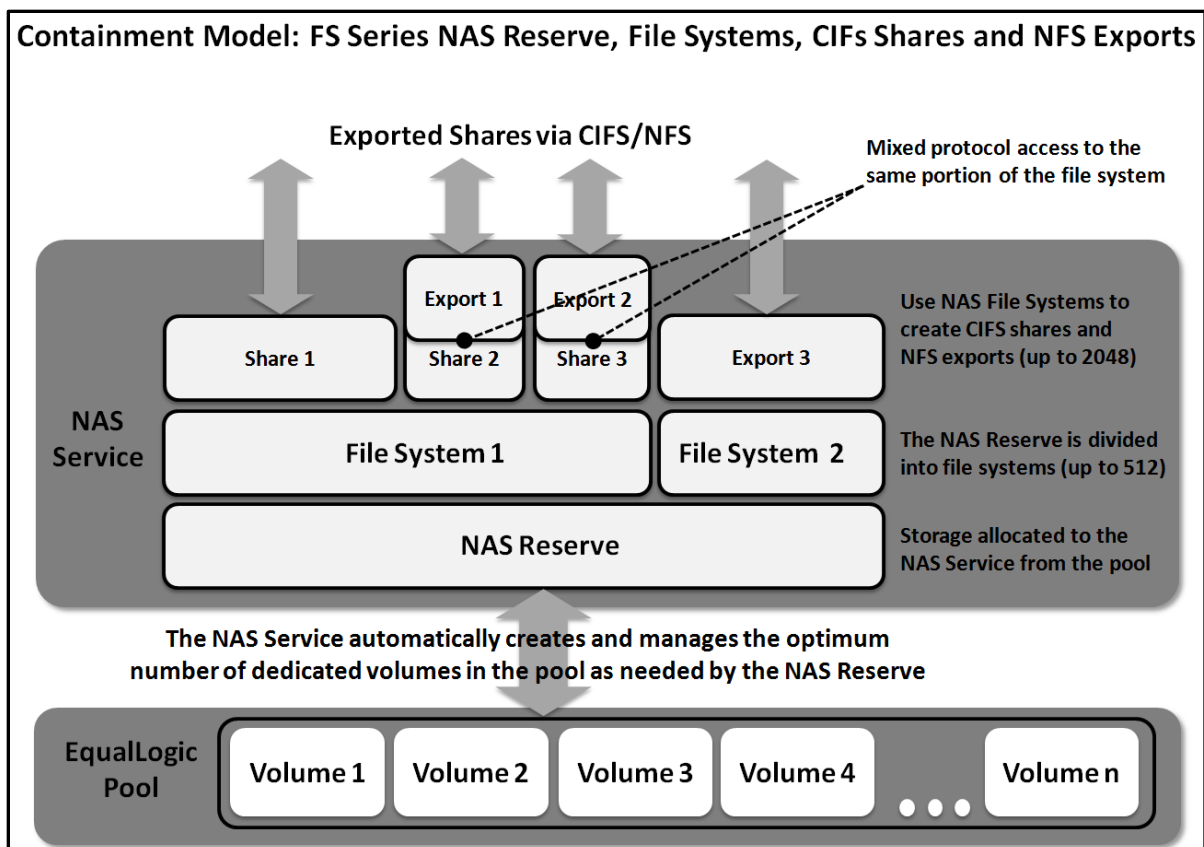 Containment Model: FS Series NAS Reserve, File Systems, CIFs Shares and NFS Exports
Exported Shares via CIFS/NFS
Mixed protocol access to the
same portion of the file system
Export 1
Export 2
Share 1
Share 2
Share 3
Export 3
Use NAS File Systems to
create CIFS shares and
NFS exports (up to 2048)
NAS
Service
File System 1
File System 2
The NAS Reserve is divided
into file systems (up to 512)
NAS Reserve
Storage allocated to the
NAS Service from the pool
The NAS Service automatically creates and manages the optimum
number of dedicated volumes in the pool as needed by the NAS Reserve
EqualLogic
Pool
Volume 1
Volume 2
Volume 3
Volume 4
Volume n